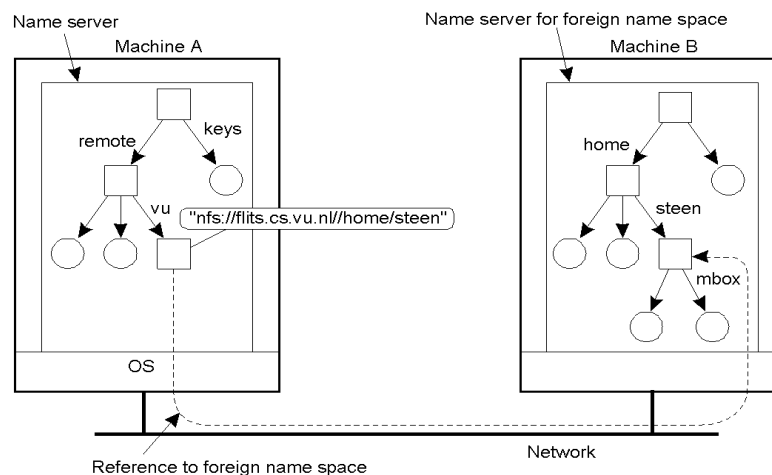 Name server
Name server for foreign name space
Machine A
Machine B
remote
keys
vu
"nfs://flits.cs.vu.nl//home/steen"
home
steen
mbox
OS
Network
Reference to foreign name space